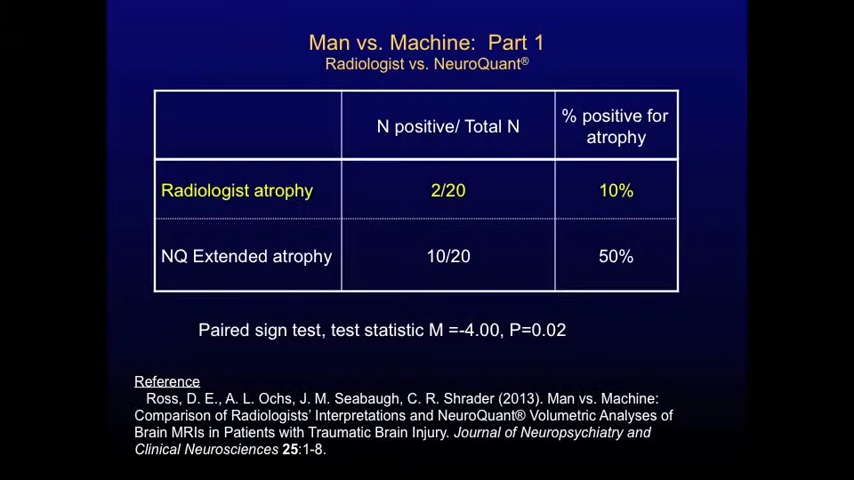 Man vs. Machine: Part 1
Radiologist vs. NeuroQuant®
N positive/ Total N
% positive for
atrophy
Radiologist atrophy 2/20 10%
NQ Extended atrophy 10/20 50%
Paired sign test, test statistic M =-4.00, P=0.02
Reference
Ross, D. E., A. L. Ochs, J. M. Seabaugh, C. R. Shrader (2013). Man vs. Machine:
Comparison of Radiologists' Interpretations and NeuroQuant® Volumetric Analyses of
Brain MRIs in Patients with Traumatic Brain Injury. Journal of Neuropsychiatry and
Clinical Neurosciences 25:1-8.